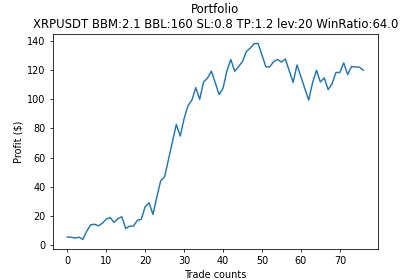 Portfolio
XRPUSDT BBM:2.1 BBL:160 SL:0.8 TP:1.2 lev:20 WinRatio:64.0
140
120
100
80
60
40
20
0
Profit ($)
0 10 20 30 40 50 60 70
Trade counts